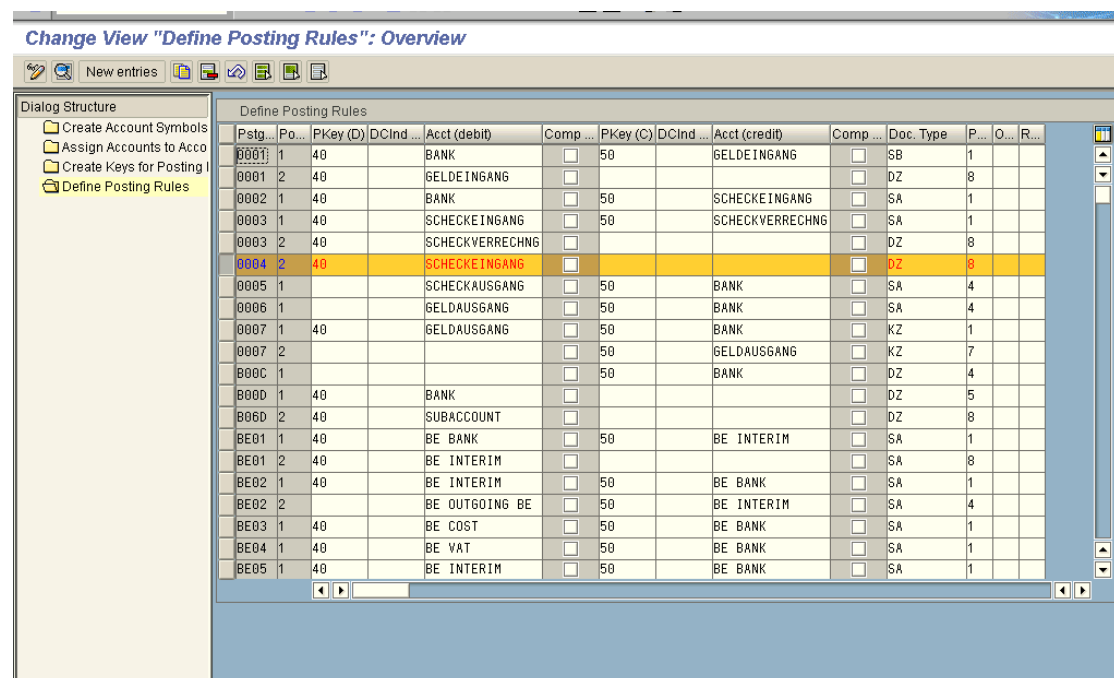 Change View "Define Posting Rules": Overview
New entries
Dialog Structure
Create Account Symbols
Assign Accounts to Acco
Create Keys for Posting
Define Posting Rules
Define Posting Rules
Pstg... Po... PKey (D) DCInd ... Acct (debit) Comp ... PKey (C) DCInd ... Acct (credit) Comp ... Doc. Type P... O... R...
0001 1 40 BANK 50 GELDEINGANG SB 1
0001 2 40 GELDEINGANG DZ 8
0002 1 40 BANK 50 SCHECKEINGANG SA 1
0003 1 40 SCHECKEINGANG 50 SCHECKVERRECHNG SA 1
0003 2 40 SCHECKVERRECHNG DZ 8
0004 2 40 SCHECKEINGANG DZ 8
0005 1 SCHECKAUSGANG 50 BANK SA 4
0006 1 GELDAUSGANG 50 BANK SA 4
0007 1 40 GELDAUSGANG 50 BANK KZ 1
0007 2 50 GELDAUSGANG KZ 7
B00C 1 50 BANK DZ 4
B00D 1 40 BANK DZ 5
B06D 2 40 SUBACCOUNT DZ 8
BE01 1 40 BE BANK 50 BE INTERIM SA 1
BE01 2 40 BE INTERIM SA 8
BE02 1 40 BE INTERIM 50 BE BANK SA 1
BE02 2 BE OUTGOING BE 50 BE INTERIM SA 4
BE03 1 40 BE COST 50 BE BANK SA 1
BE04 1 40 BE VAT 50 BE BANK SA 1
BE05 1 40 BE INTERIM 50 BE BANK SA 1